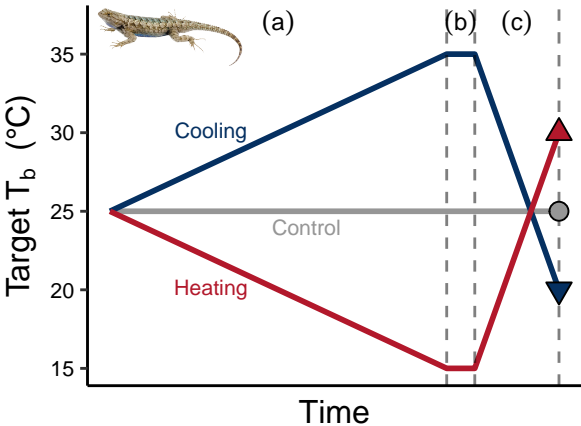 (a)
(b)
(c)
35
30
25
20
15
Cooling
Control
Heating
Target T_b (°C)
Time